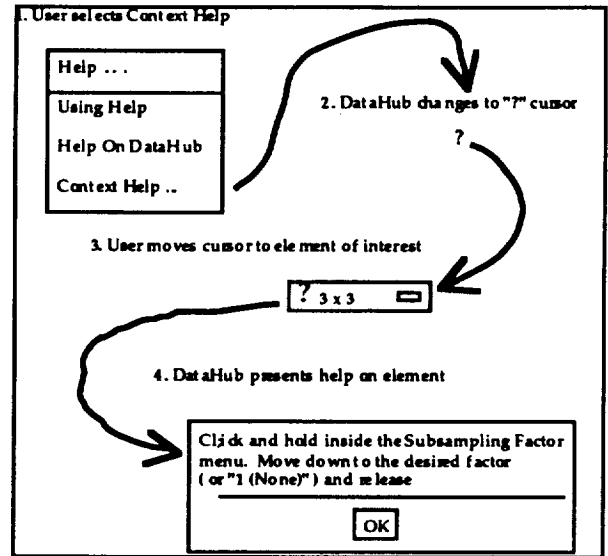 1. User selects Context Help
Help ...
Using Help
Help On DataHub
Context Help ..
2. DataHub changes to "?" cursor
?
3. User moves cursor to element of interest
? 3 x 3
4. DataHub presents help on element
Click and hold inside the Subsampling Factor
menu. Move down to the desired factor
( or "1 (None)" ) and release
OK